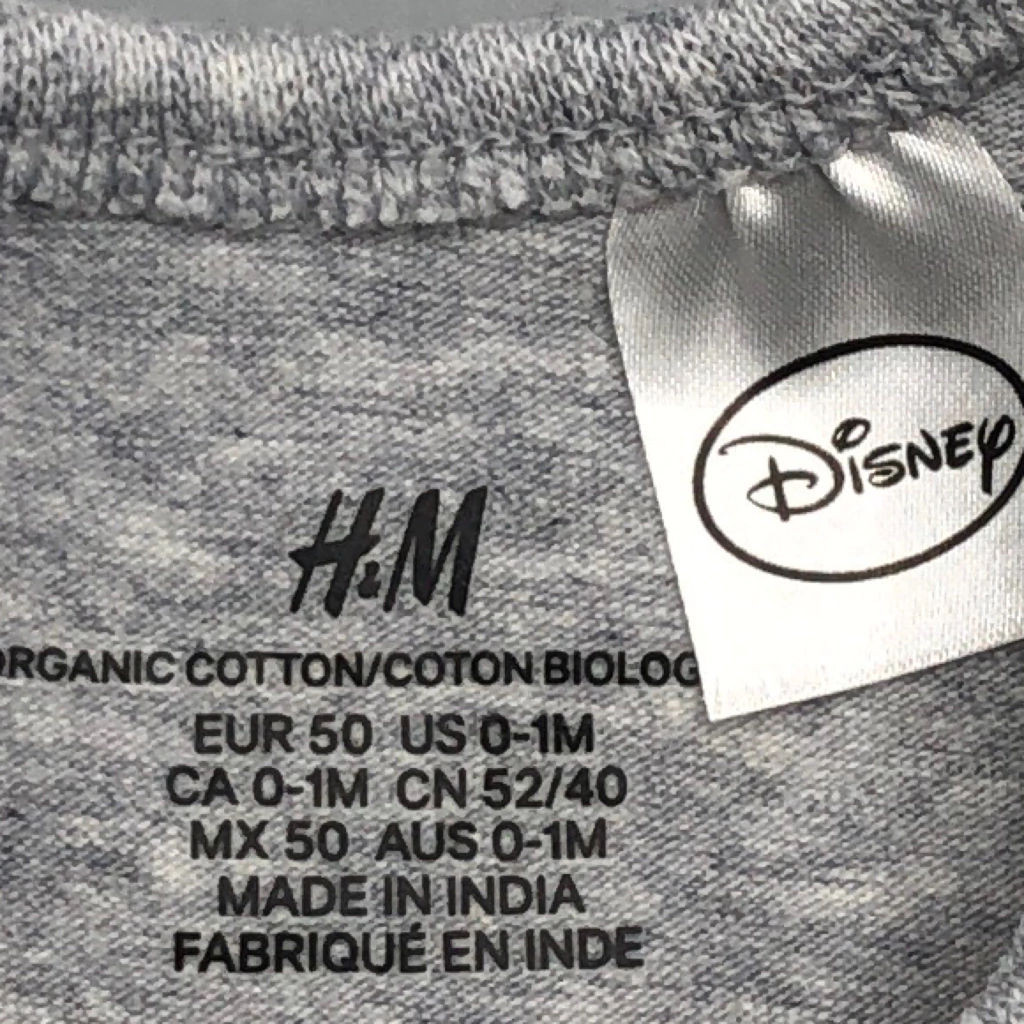 DISNEY
H&M
ORGANIC COTTON/COTON BIOLOG
EUR 50 US 0-1M
CA 0-1M CN 52/40
MX 50 AUS 0-1M
MADE IN INDIA
FABRIQUÉ EN INDE